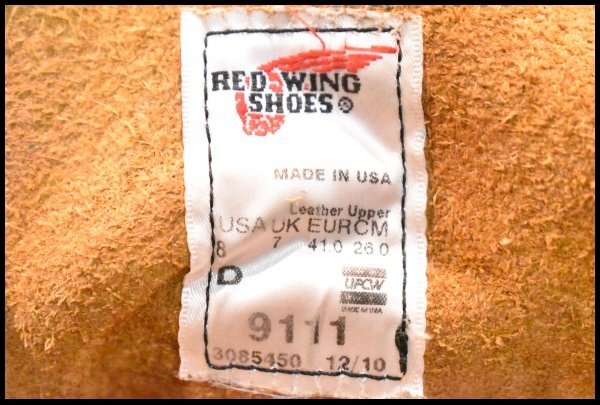 RED WING
SHOES®
MADE IN USA
Leather Upper
USA UK EUR CM
8 7 41.0 26.0
D
UFCW
9111
3085450 12/10